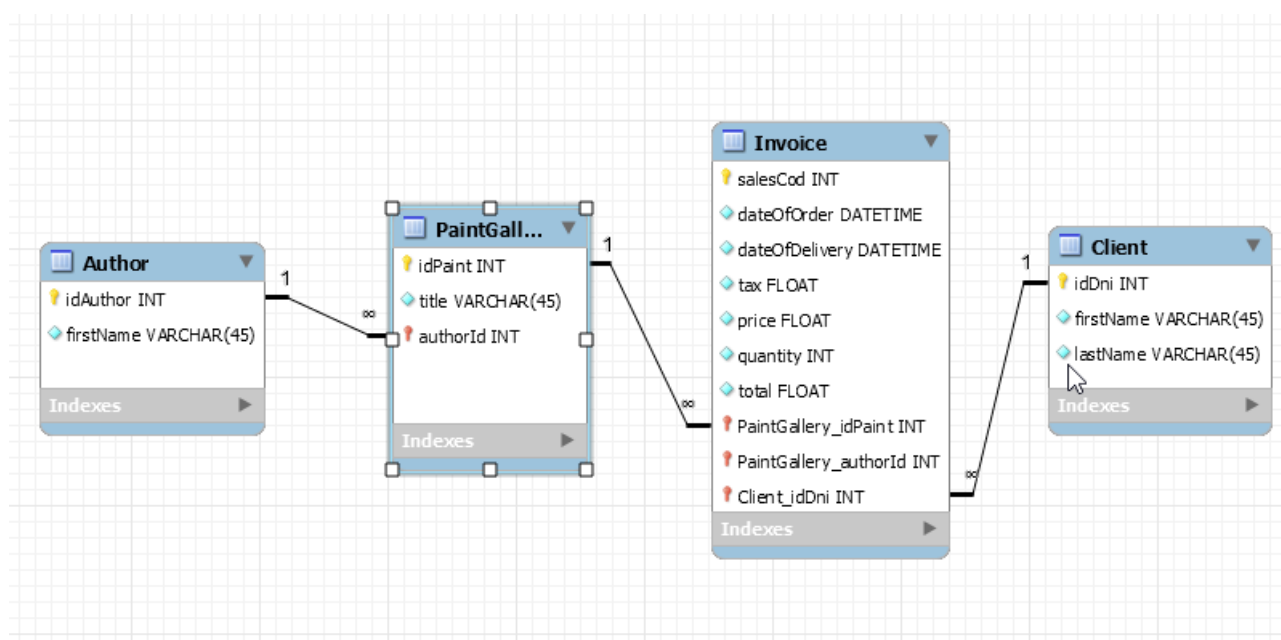 Author
idAuthor INT
firstName VARCHAR(45)
Indexes
1
∞
PaintGall...
idPaint INT
title VARCHAR(45)
authorId INT
Indexes
1
∞
Invoice
salesCod INT
dateOfOrder DATETIME
dateOfDelivery DATETIME
tax FLOAT
price FLOAT
quantity INT
total FLOAT
PaintGallery_idPaint INT
PaintGallery_authorId INT
Client_idDni INT
Indexes
∞
1
Client
idDni INT
firstName VARCHAR(45)
lastName VARCHAR(45)
Indexes